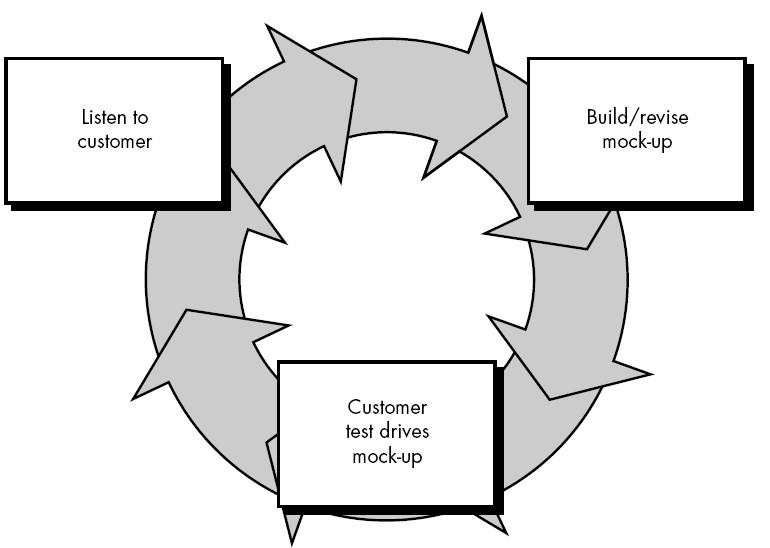 Listen to
customer
Build/revise
mock-up
Customer
test drives
mock-up